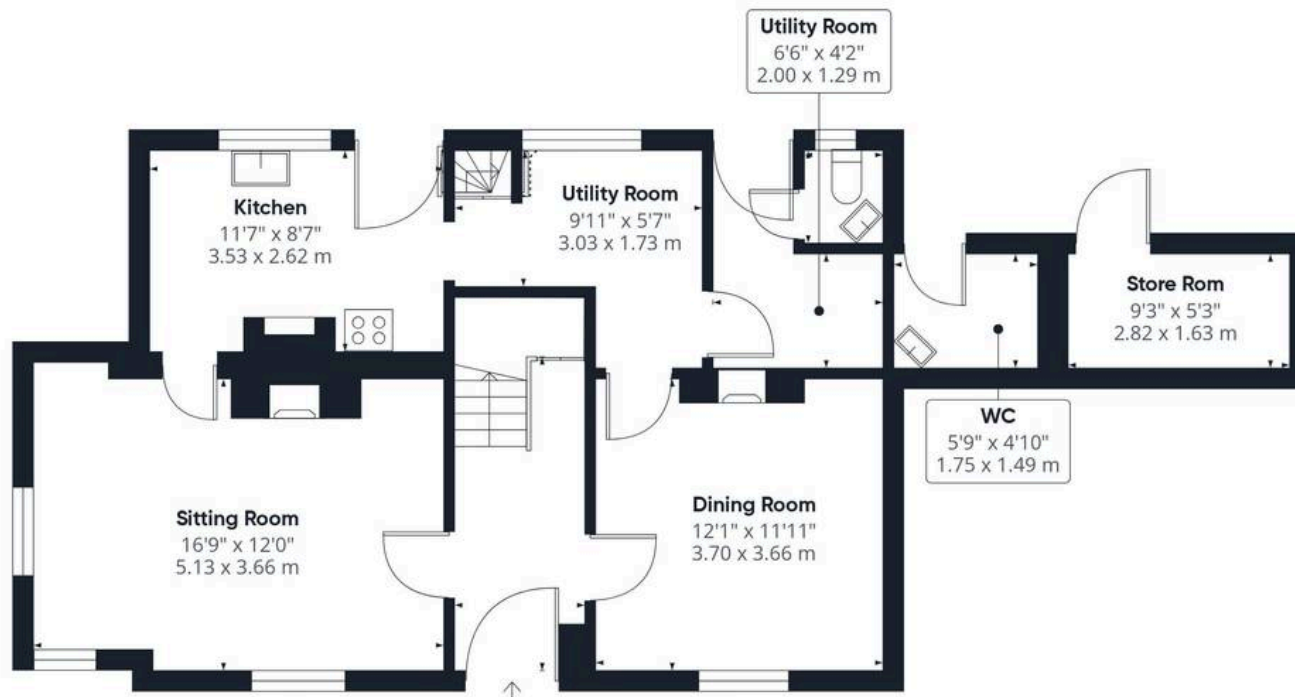 Utility Room
6'6" x 4'2"
2.00 x 1.29 m
Kitchen
11'7" x 8'7"
3.53 x 2.62 m
Utility Room
9'11" x 5'7"
3.03 x 1.73 m
Store Rom
9'3" x 5'3"
2.82 x 1.63 m
WC
5'9" x 4'10"
1.75 x 1.49 m
Sitting Room
16'9" x 12'0"
5.13 x 3.66 m
Dining Room
12'1" x 11'11"
3.70 x 3.66 m